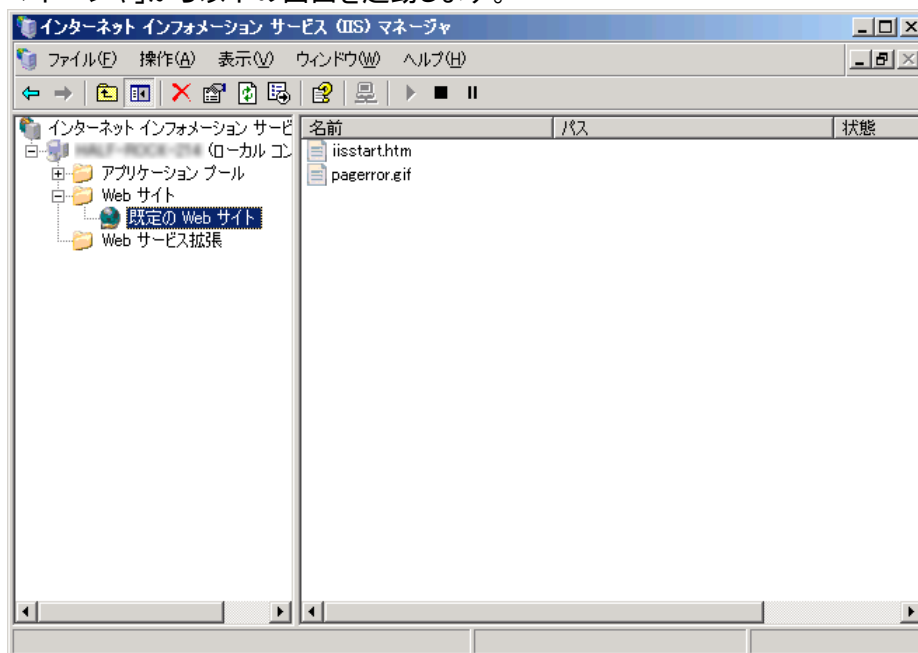 インターネット インフォメーション サービス (IIS) マネージャ
ファイル(F) 操作(A) 表示(V) ウィンドウ(W) ヘルプ(H)
インターネット インフォメーション サービ
(ローカル コン
アプリケーション プール
Web サイト
既定の Web サイト
Web サービス拡張
名前 パス 状態
iisstart.htm
pagerror.gif